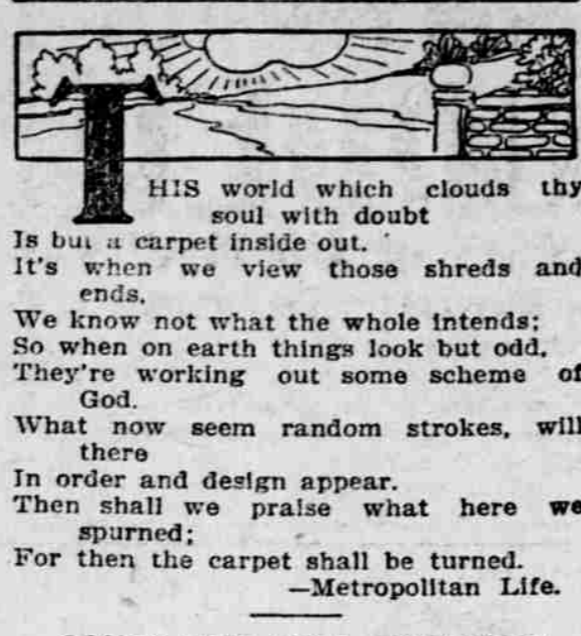 THIS world which clouds thy
soul with doubt
Is but a carpet inside out.
It's when we view those shreds and
ends.
We know not what the whole intends;
So when on earth things look but odd,
They're working out some scheme of
God.
What now seem random strokes, will
there
In order and design appear.
Then shall we praise what here we
spurned;
For then the carpet shall be turned.
—Metropolitan Life.